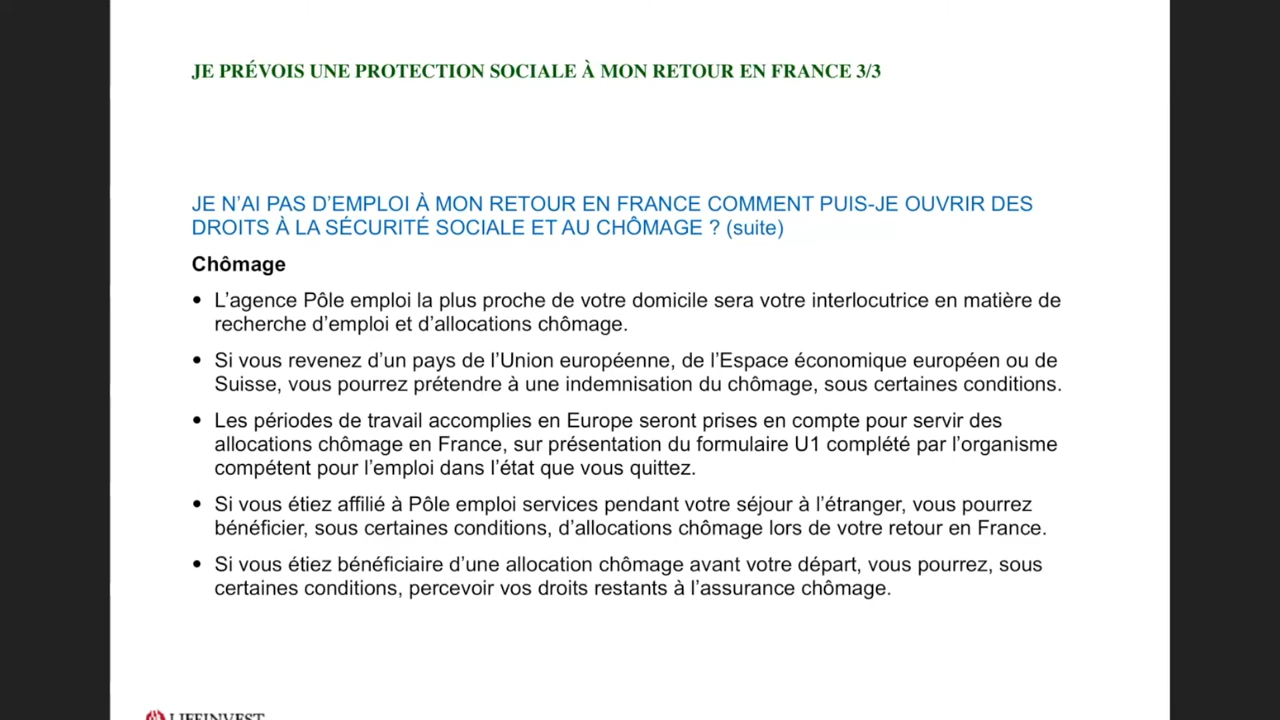 JE PRÉVOIS UNE PROTECTION SOCIALE À MON RETOUR EN FRANCE 3/3
JE N’AI PAS D’EMPLOI À MON RETOUR EN FRANCE COMMENT PUIS-JE OUVRIR DES
DROITS À LA SÉCURITÉ SOCIALE ET AU CHÔMAGE ? (suite)
Chômage
• L’agence Pôle emploi la plus proche de votre domicile sera votre interlocutrice en matière de
recherche d’emploi et d’allocations chômage.
• Si vous revenez d’un pays de l’Union européenne, de l’Espace économique européen ou de
Suisse, vous pourrez prétendre à une indemnisation du chômage, sous certaines conditions.
• Les périodes de travail accomplies en Europe seront prises en compte pour servir des
allocations chômage en France, sur présentation du formulaire U1 complété par l’organisme
compétent pour l’emploi dans l’état que vous quittez.
• Si vous étiez affilié à Pôle emploi services pendant votre séjour à l’étranger, vous pourrez
bénéficier, sous certaines conditions, d’allocations chômage lors de votre retour en France.
• Si vous étiez bénéficiaire d’une allocation chômage avant votre départ, vous pourrez, sous
certaines conditions, percevoir vos droits restants à l’assurance chômage.
LIFEINVEST